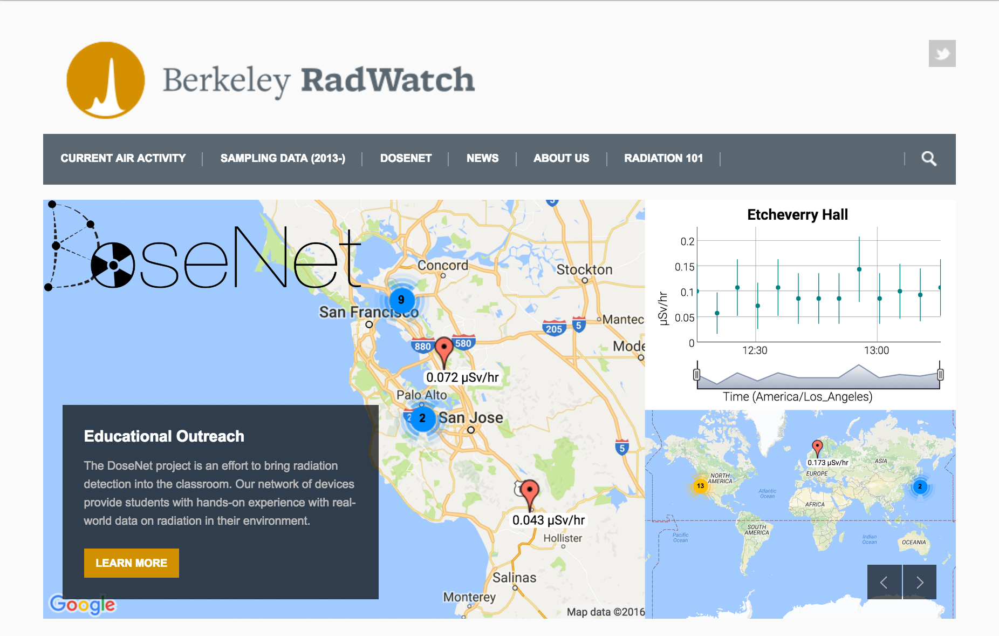 Berkeley RadWatch
CURRENT AIR ACTIVITY
SAMPLING DATA (2013-)
DOSENET
NEWS
ABOUT US
RADIATION 101
DoseNet
Concord
Stockton
9
San Francisco
205
5
Mantec
880
580
Mode
0.072 µSv/hr
Palo Alto
2
San Jose
5
0.043 µSv/hr
Hollister
Salinas
Monterey
Map data ©2016
Google
Educational Outreach
The DoseNet project is an effort to bring radiation
detection into the classroom. Our network of devices
provide students with hands-on experience with real-
world data on radiation in their environment.
LEARN MORE
Etcheverry Hall
0.2
0.15
0.1
0.05
0
µSv/hr
12:30
13:00
Time (America/Los_Angeles)
0.173 µSv/hr
ASIA
EUROPE
NORTH
AMERICA
13
2
Atlantic
Ocean
AFRICA
SOUTH
AMERICA
Pacific
Ocean
Indian
Ocean
OCEANIA